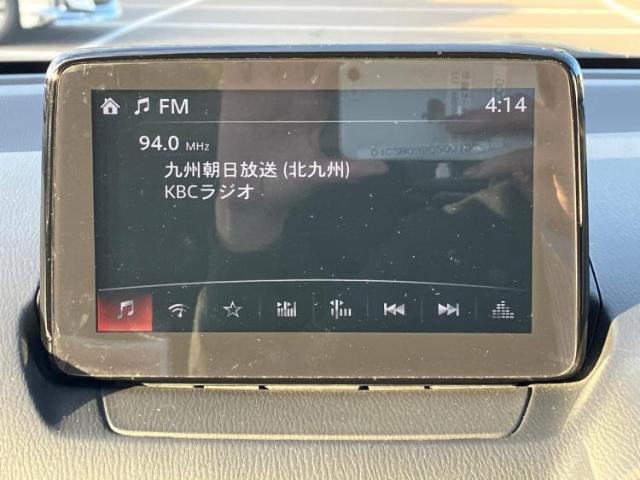 FM
4:14
94.0 MHz
九州朝日放送 (北九州)
KBCラジオ